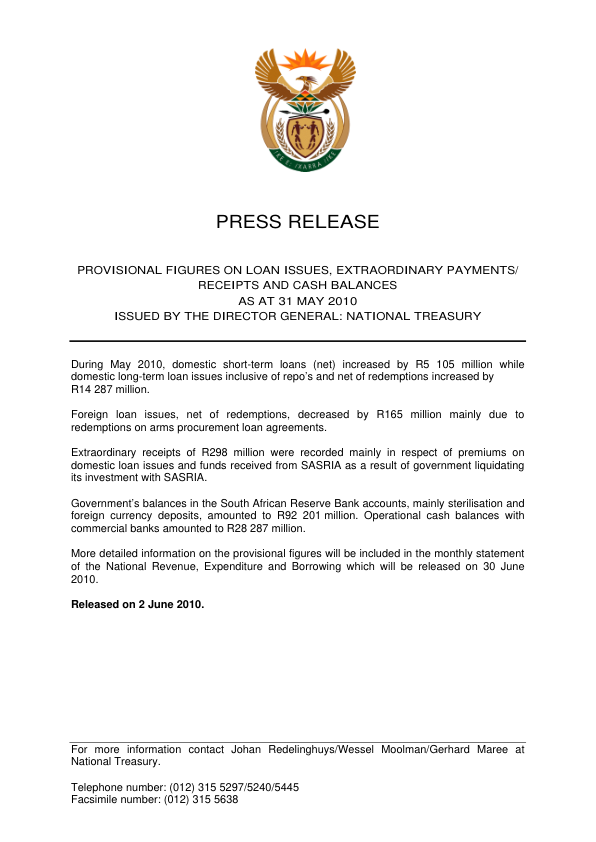 !KE E: /XARRA //KE
PRESS RELEASE
PROVISIONAL FIGURES ON LOAN ISSUES, EXTRAORDINARY PAYMENTS/
RECEIPTS AND CASH BALANCES
AS AT 31 MAY 2010
ISSUED BY THE DIRECTOR GENERAL: NATIONAL TREASURY
During May 2010, domestic short-term loans (net) increased by R5 105 million while
domestic long-term loan issues inclusive of repo’s and net of redemptions increased by
R14 287 million.
Foreign loan issues, net of redemptions, decreased by R165 million mainly due to
redemptions on arms procurement loan agreements.
Extraordinary receipts of R298 million were recorded mainly in respect of premiums on
domestic loan issues and funds received from SASRIA as a result of government liquidating
its investment with SASRIA.
Government’s balances in the South African Reserve Bank accounts, mainly sterilisation and
foreign currency deposits, amounted to R92 201 million. Operational cash balances with
commercial banks amounted to R28 287 million.
More detailed information on the provisional figures will be included in the monthly statement
of the National Revenue, Expenditure and Borrowing which will be released on 30 June
2010.
Released on 2 June 2010.
For more information contact Johan Redelinghuys/Wessel Moolman/Gerhard Maree at
National Treasury.
Telephone number: (012) 315 5297/5240/5445
Facsimile number: (012) 315 5638